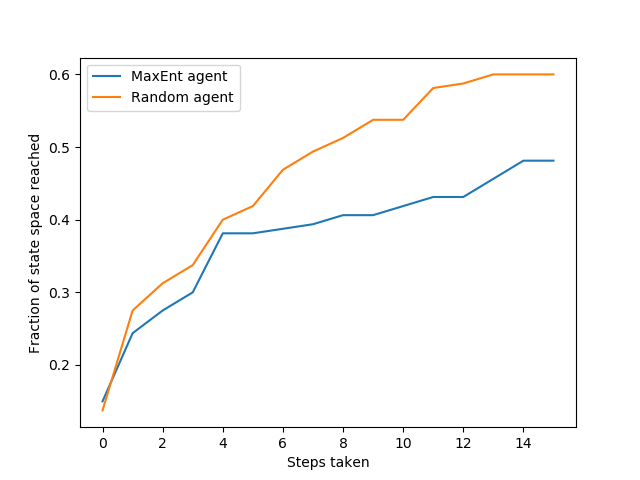 MaxEnt agent
Random agent
Fraction of state space reached
0.6
0.5
0.4
0.3
0.2
0 2 4 6 8 10 12 14
Steps taken